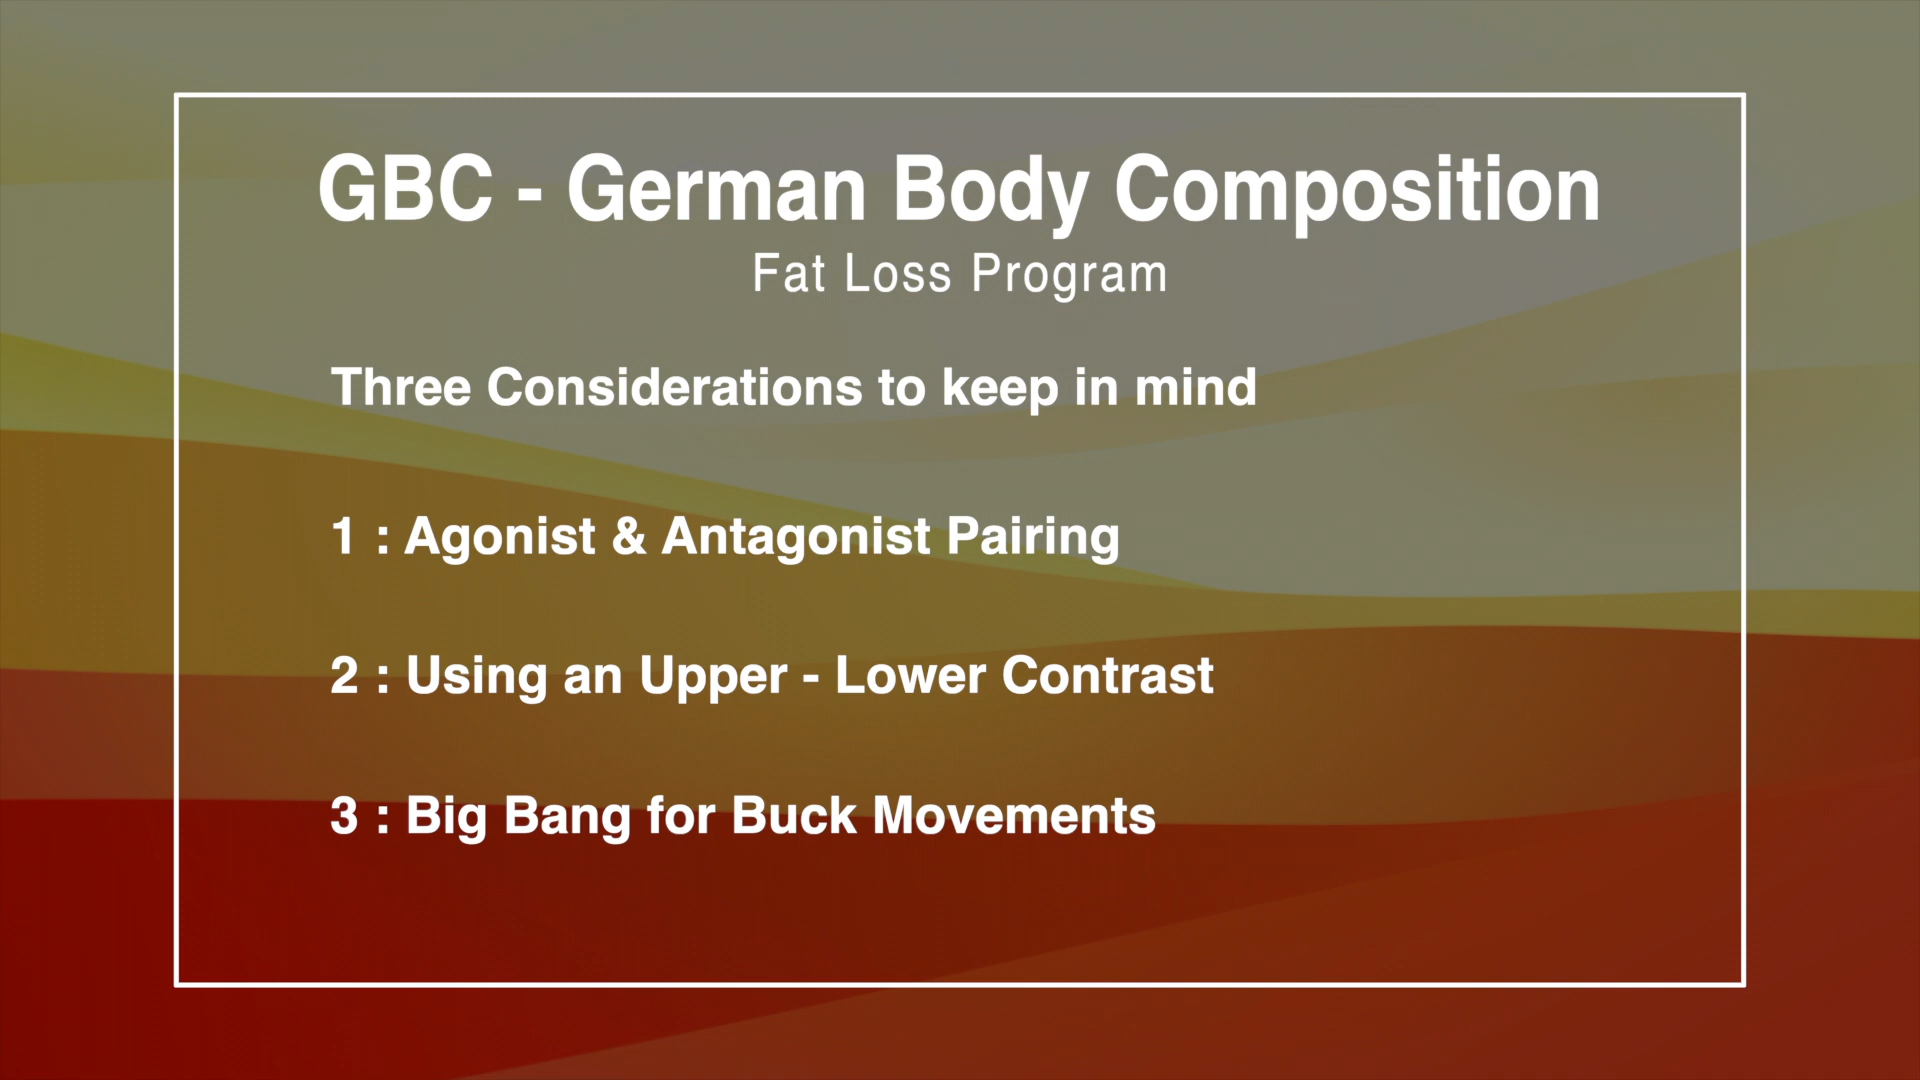 GBC - German Body Composition
Fat Loss Program
Three Considerations to keep in mind
1 : Agonist & Antagonist Pairing
2 : Using an Upper - Lower Contrast
3 : Big Bang for Buck Movements